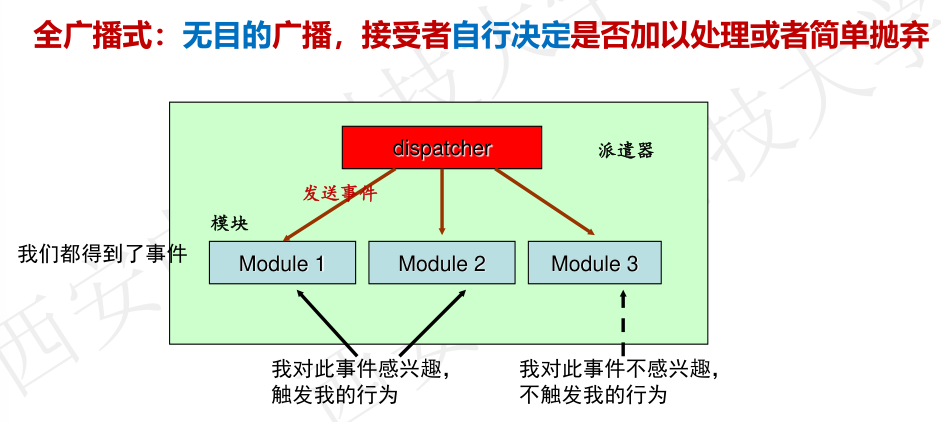 全广播式：无目的广播，接受者自行决定是否加以处理或者简单抛弃
dispatcher
派遣器
发送事件
模块
我们都得到了事件
Module 1
Module 2
Module 3
我对此事件感兴趣，
触发我的行为
我对此事件不感兴趣，
不触发我的行为